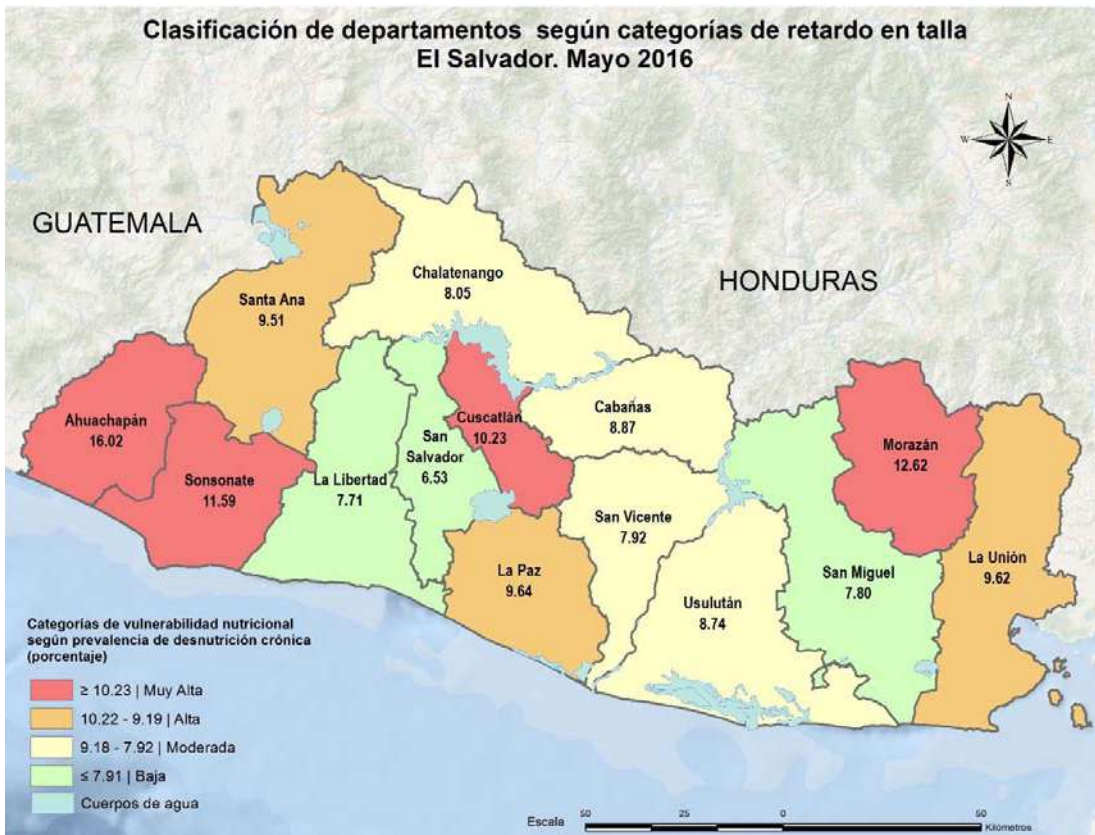 Clasificación de departamentos según categorías de retardo en talla
El Salvador. Mayo 2016
N
W
E
S
GUATEMALA
HONDURAS
Chalatenango
8.05
Santa Ana
9.51
Ahuachapán
16.02
Sonsonate
11.59
La Libertad
7.71
San
Salvador
6.53
Cuscatlán
10.23
Cabañas
8.87
San Vicente
7.92
La Paz
9.64
Usulután
8.74
San Miguel
7.80
Morazán
12.62
La Unión
9.62
Categorías de vulnerabilidad nutricional
según prevalencia de desnutrición crónica
(porcentaje)
≥ 10.23 | Muy Alta
10.22 - 9.19 | Alta
9.18 - 7.92 | Moderada
≤ 7.91 | Baja
Cuerpos de agua
Escala
50 25 0 50
Kilómetros